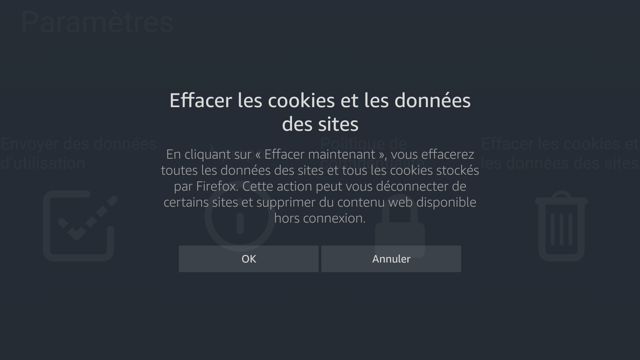 Paramètres
Effacer les cookies et les données
des sites
Envoyer des données
d'utilisation
Politique de
Effacer les cookies et
les données des sites
En cliquant sur « Effacer maintenant », vous effacerez
toutes les données des sites et tous les cookies stockés
par Firefox. Cette action peut vous déconnecter de
certains sites et supprimer du contenu web disponible
hors connexion.
OK
Annuler